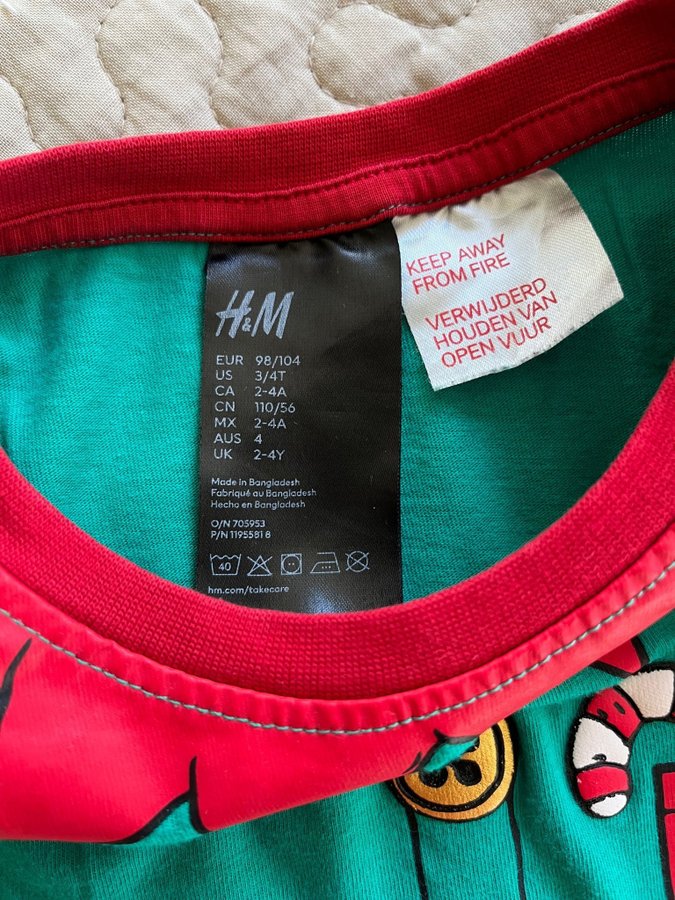 H&M
EUR 98/104
US 3/4T
CA 2-4A
CN 110/56
MX 2-4A
AUS 4
UK 2-4Y
Made in Bangladesh
Fabriqué au Bangladesh
Hecho en Bangladesh
O/N 705953
P/N 1195581 8
40
hm.com/takecare
KEEP AWAY
FROM FIRE
VERWIJDERD
HOUDEN VAN
OPEN VUUR